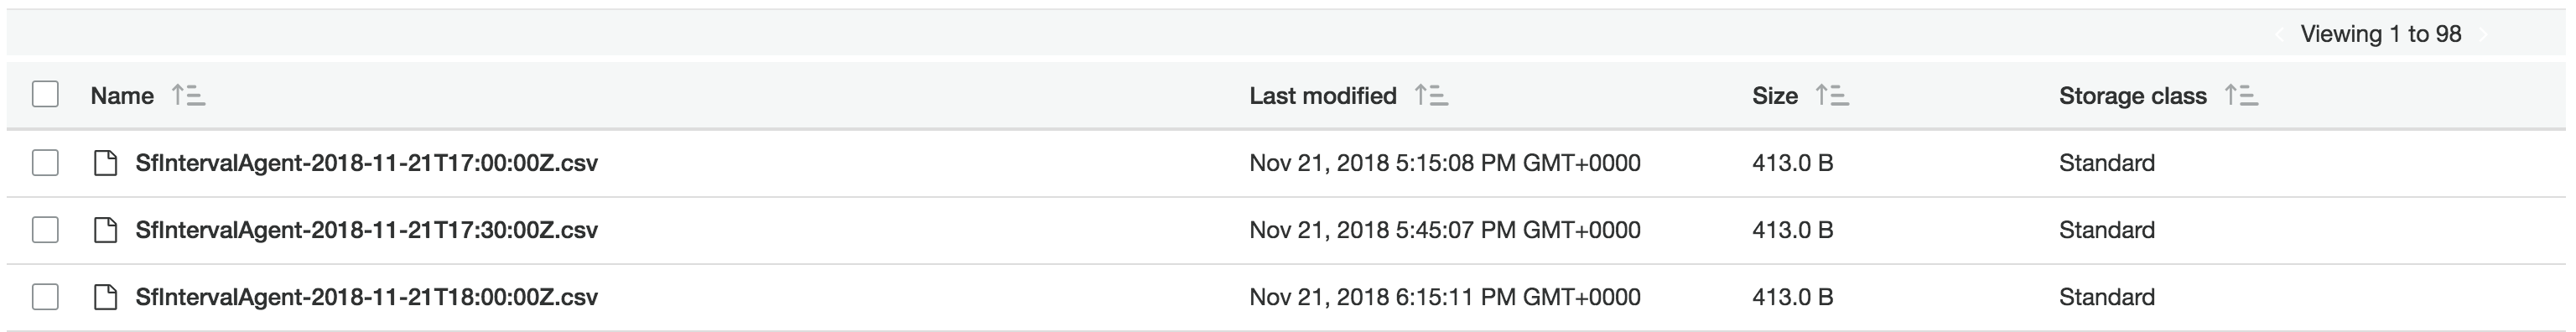 Viewing 1 to 98
Name Last modified Size Storage class
SfIntervalAgent-2018-11-21T17:00:00Z.csv Nov 21, 2018 5:15:08 PM GMT+0000 413.0 B Standard
SfIntervalAgent-2018-11-21T17:30:00Z.csv Nov 21, 2018 5:45:07 PM GMT+0000 413.0 B Standard
SfIntervalAgent-2018-11-21T18:00:00Z.csv Nov 21, 2018 6:15:11 PM GMT+0000 413.0 B Standard